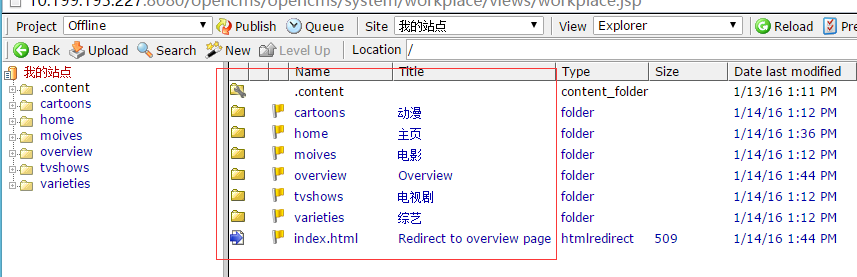 10.199.195.227:8080/opencms/opencms/system/workplace/views/workplace.jsp
Project Offline Publish Queue Site 我的站点 View Explorer Reload Pre
Back Upload Search New Level Up Location /
我的站点
.content
cartoons
home
moives
overview
tvshows
varieties
Name Title Type Size Date last modified
.content content_folder 1/13/16 1:11 PM
cartoons 动漫 folder 1/14/16 1:12 PM
home 主页 folder 1/14/16 1:36 PM
moives 电影 folder 1/14/16 1:12 PM
overview Overview folder 1/14/16 1:44 PM
tvshows 电视剧 folder 1/14/16 1:12 PM
varieties 综艺 folder 1/14/16 1:12 PM
index.html Redirect to overview page htmlredirect 509 1/14/16 1:44 PM